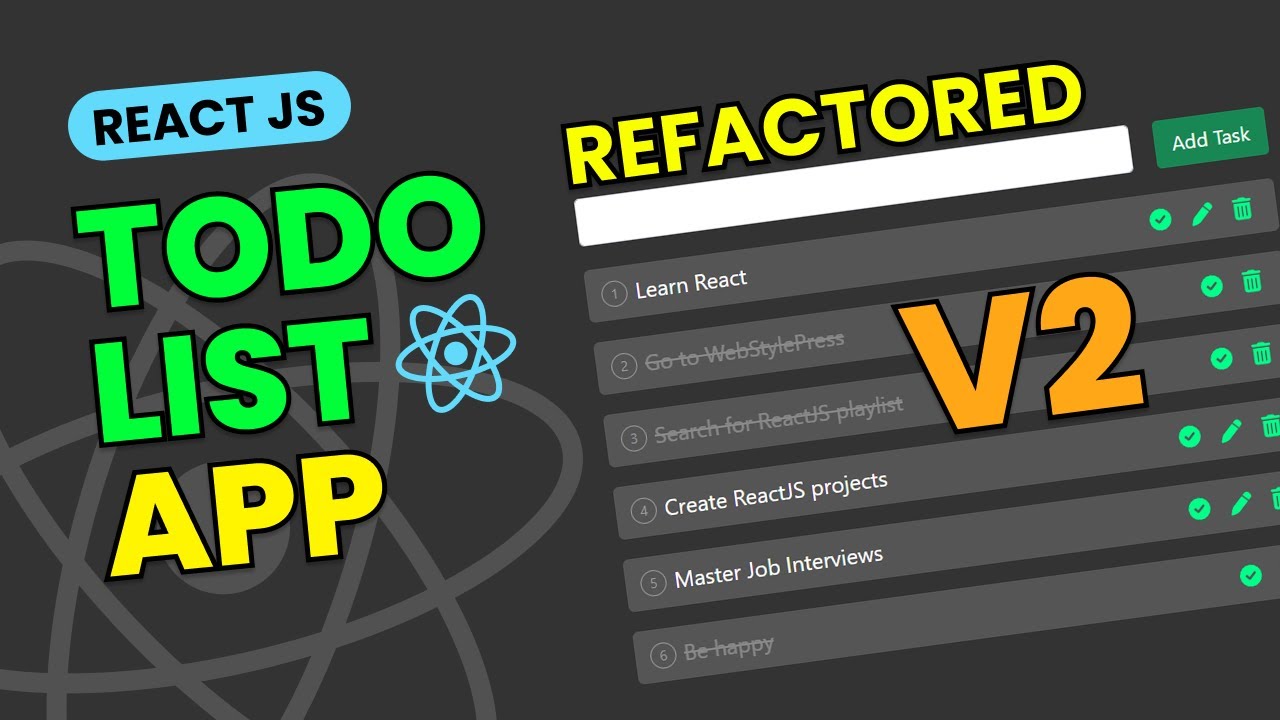 REACT JS
TODO
LIST
APP
REFACTORED
Add Task
1 Learn React
2 Go to WebStylePress
3 Search for ReactJS playlist
4 Create ReactJS projects
5 Master Job Interviews
6 Be happy
V2